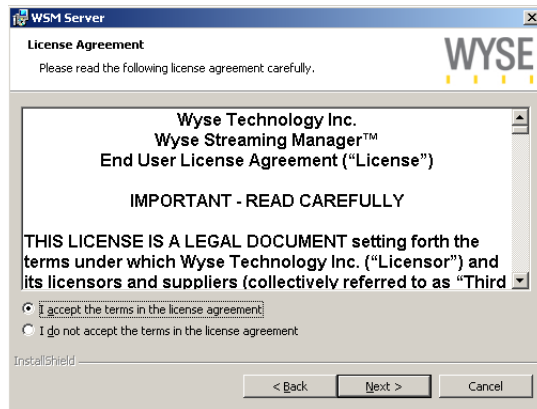 WSM Server
License Agreement
Please read the following license agreement carefully.
WYSE
Wyse Technology Inc.
Wyse Streaming Manager™
End User License Agreement (“License”)
IMPORTANT - READ CAREFULLY
THIS LICENSE IS A LEGAL DOCUMENT setting forth the
terms under which Wyse Technology Inc. (“Licensor”) and
its licensors and suppliers (collectively referred to as “Third
I accept the terms in the license agreement
I do not accept the terms in the license agreement
InstallShield
< Back
Next >
Cancel